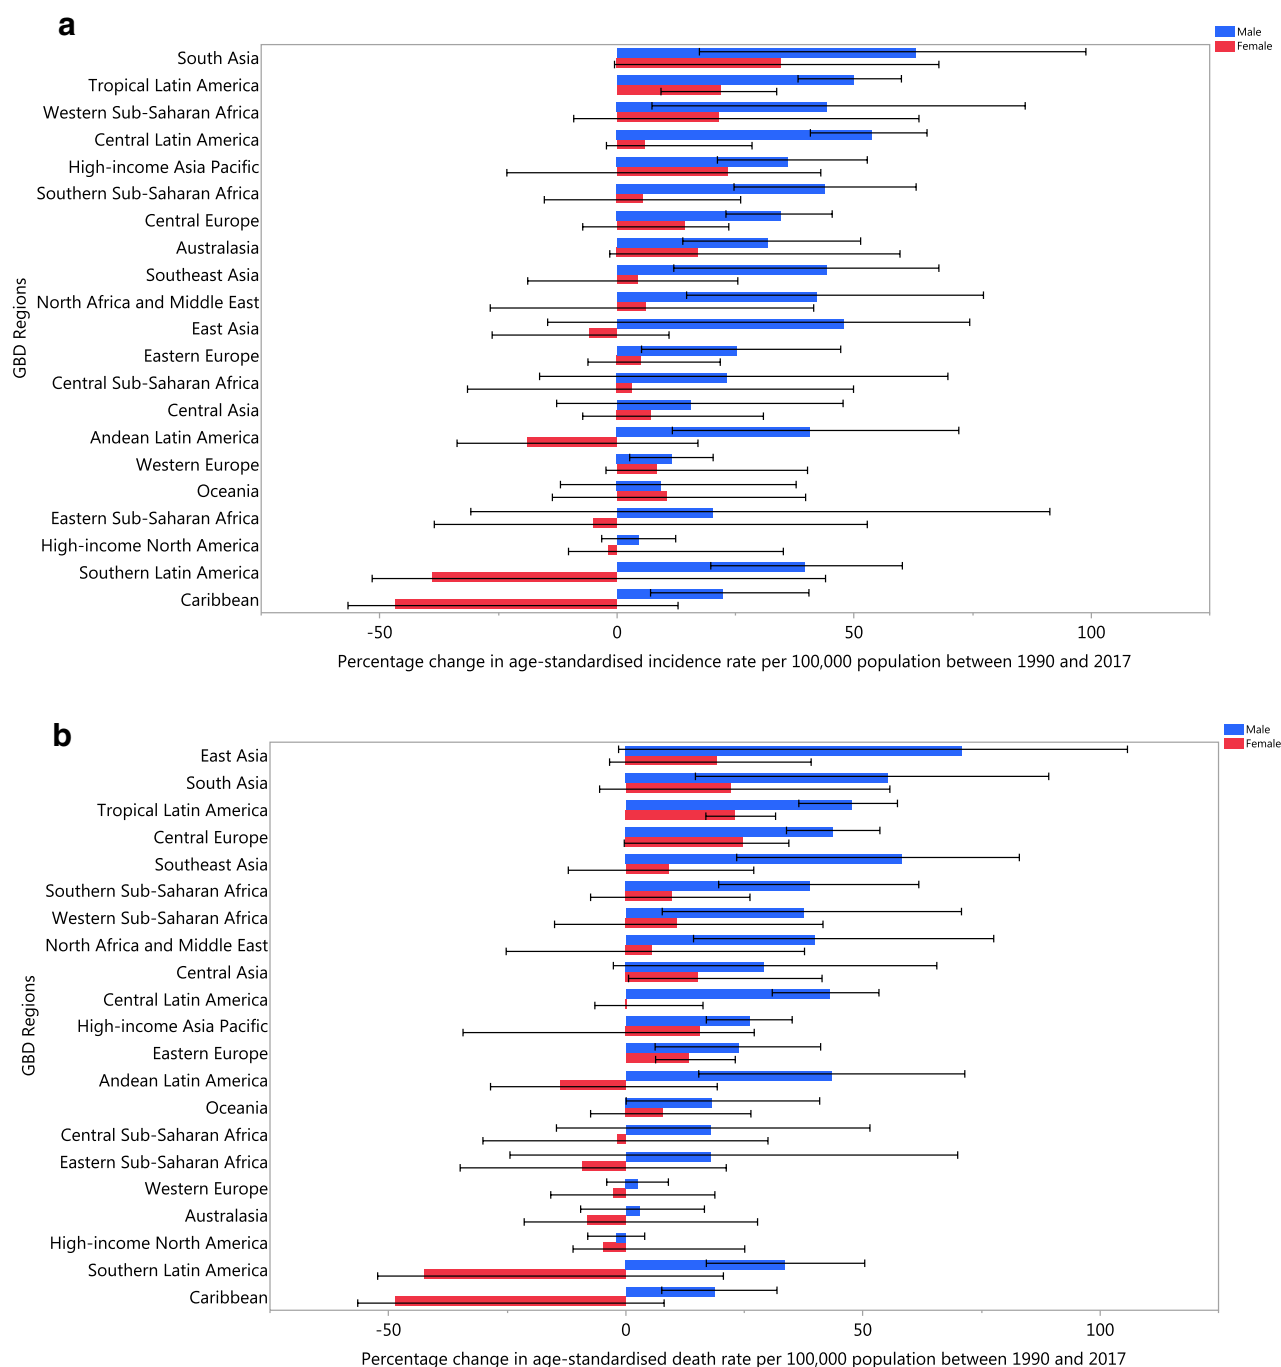 a
Male
Female
South Asia
Tropical Latin America
Western Sub-Saharan Africa
Central Latin America
High-income Asia Pacific
Southern Sub-Saharan Africa
Central Europe
Australasia
Southeast Asia
North Africa and Middle East
East Asia
Eastern Europe
Central Sub-Saharan Africa
Central Asia
Andean Latin America
Western Europe
Oceania
Eastern Sub-Saharan Africa
High-income North America
Southern Latin America
Caribbean
GBD Regions
-50 0 50 100
Percentage change in age-standardised incidence rate per 100,000 population between 1990 and 2017
b
Male
Female
East Asia
South Asia
Tropical Latin America
Central Europe
Southeast Asia
Southern Sub-Saharan Africa
Western Sub-Saharan Africa
North Africa and Middle East
Central Asia
Central Latin America
High-income Asia Pacific
Eastern Europe
Andean Latin America
Oceania
Central Sub-Saharan Africa
Eastern Sub-Saharan Africa
Western Europe
Australasia
High-income North America
Southern Latin America
Caribbean
GBD Regions
-50 0 50 100
Percentage change in age-standardised death rate per 100,000 population between 1990 and 2017